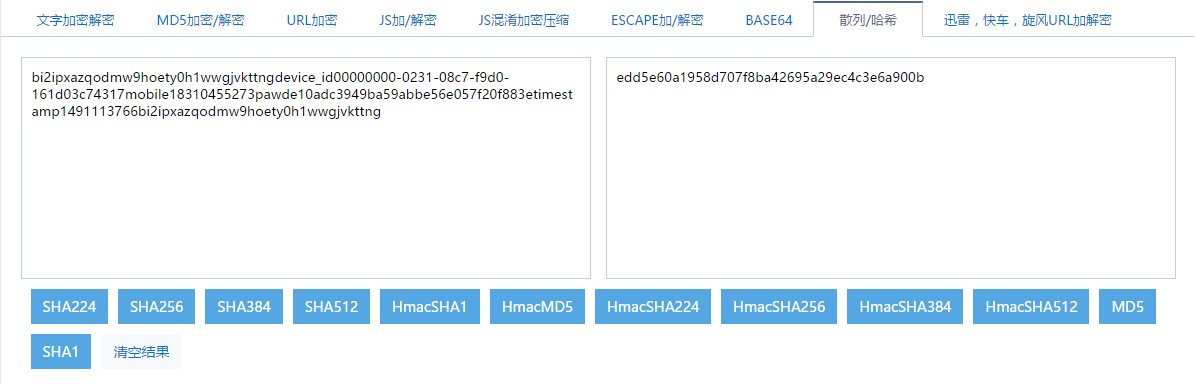 文字加密解密 MD5加密/解密 URL加密 JS加/解密 JS混淆加密压缩 ESCAPE加/解密 BASE64 散列/哈希 迅雷，快车，旋风URL加解密
bi2ipxazqodmw9hoety0h1wwgjvkttngdevice_id00000000-0231-08c7-f9d0-
161d03c74317mobile18310455273pawde10adc3949ba59abbe56e057f20f883etimest
amp1491113766bi2ipxazqodmw9hoety0h1wwgjvkttng
edd5e60a1958d707f8ba42695a29ec4c3e6a900b
SHA224 SHA256 SHA384 SHA512 HmacSHA1 HmacMD5 HmacSHA224 HmacSHA256 HmacSHA384 HmacSHA512 MD5
SHA1 清空结果